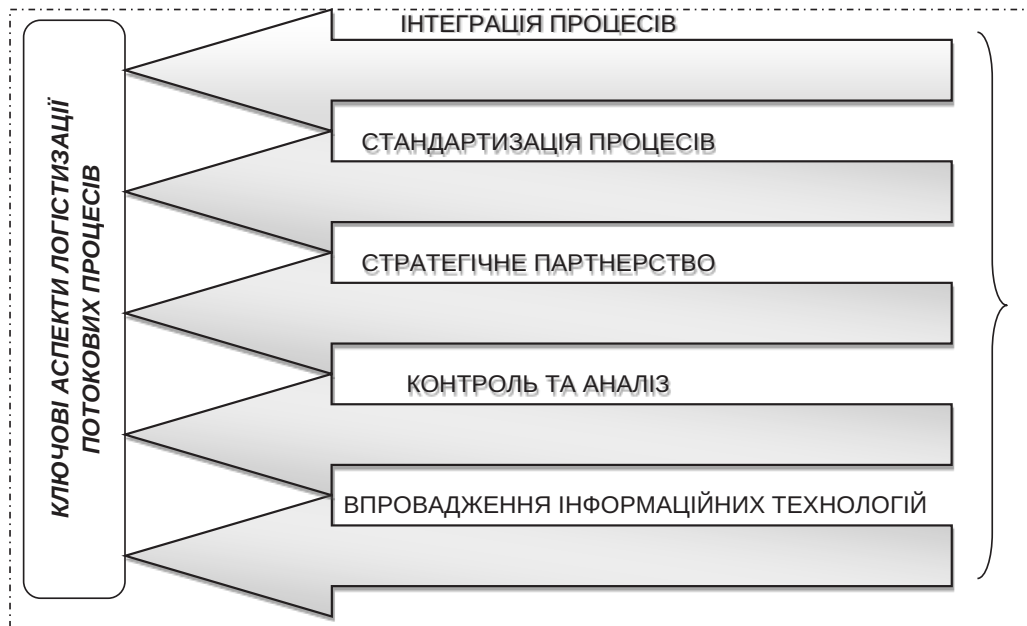 КЛЮЧОВІ АСПЕКТИ ЛОГІСТИЗАЦІЇ
ПОТОКОВИХ ПРОЦЕСІВ
ІНТЕГРАЦІЯ ПРОЦЕСІВ
СТАНДАРТИЗАЦІЯ ПРОЦЕСІВ
СТРАТЕГІЧНЕ ПАРТНЕРСТВО
КОНТРОЛЬ ТА АНАЛІЗ
ВПРОВАДЖЕННЯ ІНФОРМАЦІЙНИХ ТЕХНОЛОГІЙ